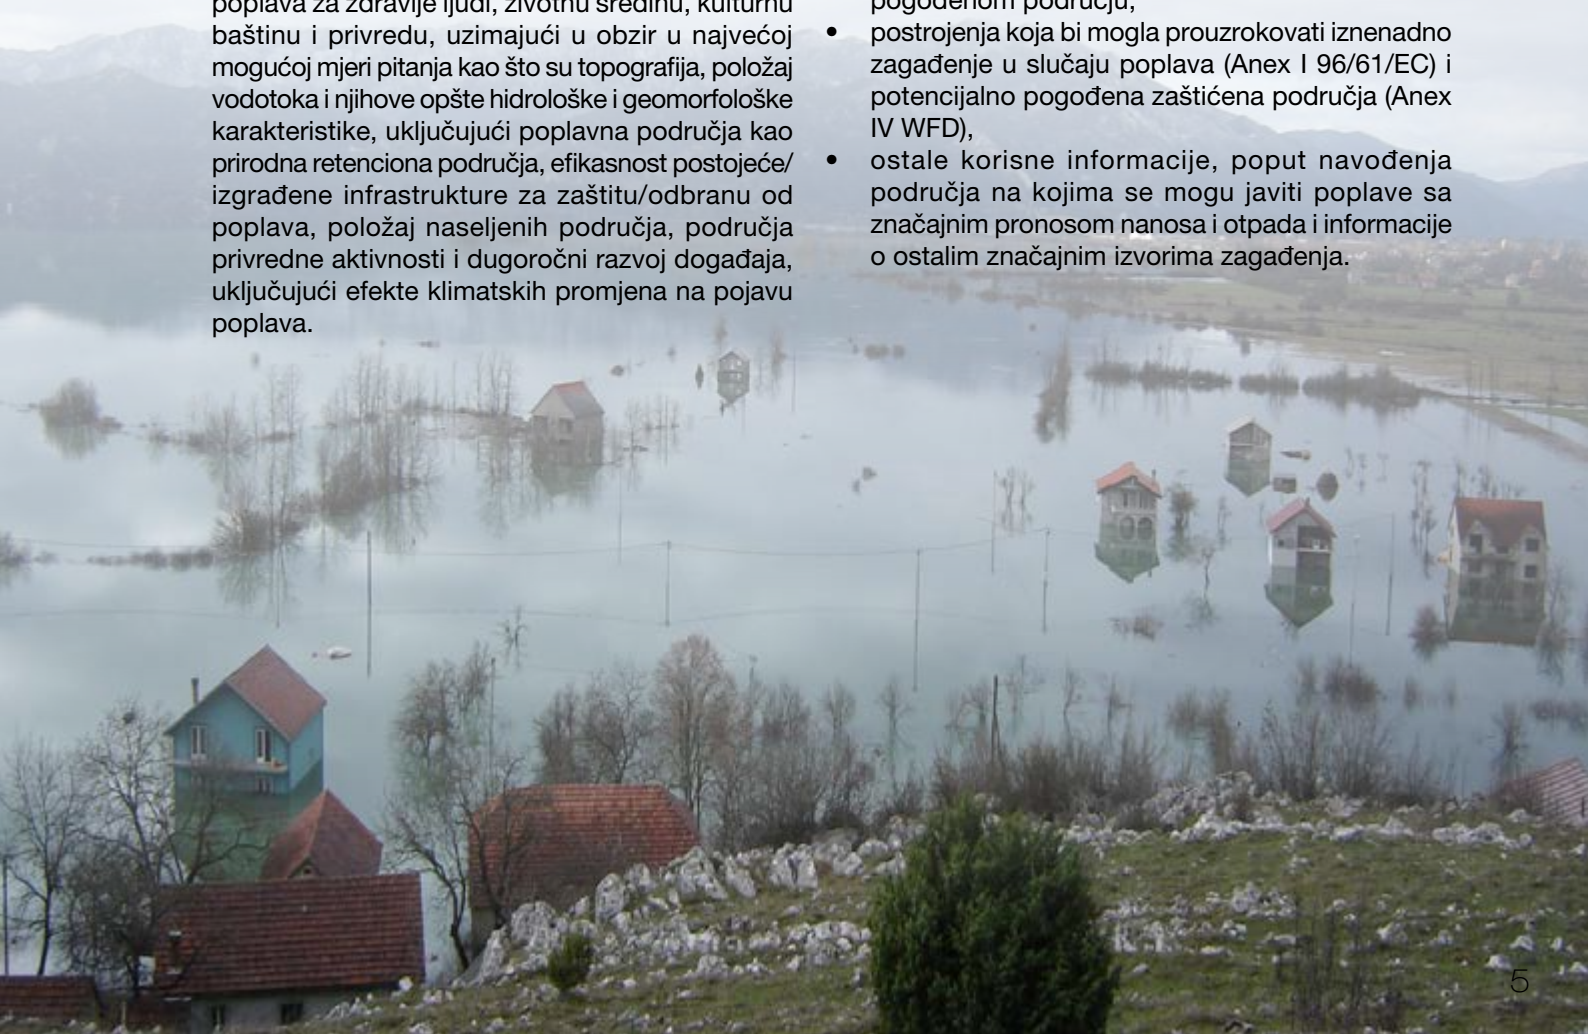 poplava za zdravlje ljudi, životnu sredinu, kulturnu
baštinu i privredu, uzimajući u obzir u najvećoj
mogućoj mjeri pitanja kao što su topografija, položaj
vodotoka i njihove opšte hidrološke i geomorfološke
karakteristike, uključujući poplavna područja kao
prirodna retenciona područja, efikasnost postojeće/
izgrađene infrastrukture za zaštitu/odbranu od
poplava, položaj naseljenih područja, područja
privredne aktivnosti i dugoročni razvoj događaja,
uključujući efekte klimatskih promjena na pojavu
poplava.
pogođenom području,
• postrojenja koja bi mogla prouzrokovati iznenadno
zagađenje u slučaju poplava (Anex I 96/61/EC) i
potencijalno pogođena zaštićena područja (Anex
IV WFD),
• ostale korisne informacije, poput navođenja
područja na kojima se mogu javiti poplave sa
značajnim pronosom nanosa i otpada i informacije
o ostalim značajnim izvorima zagađenja.
5